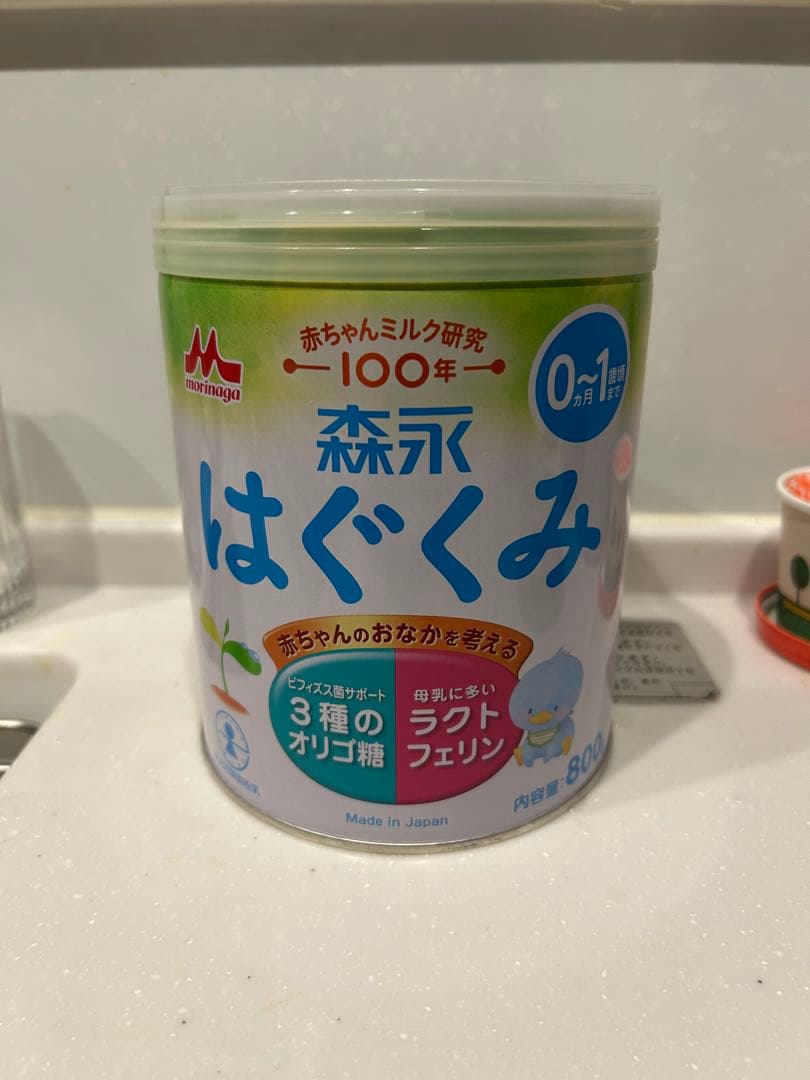 赤ちゃんミルク研究
100年
morinaga
0ヵ月～1歳頃まで
森永
はぐくみ
赤ちゃんのおなかを考える
ビフィズス菌サポート
3種の
オリゴ糖
母乳に多い
ラクト
フェリン
内容量:800
Made in Japan